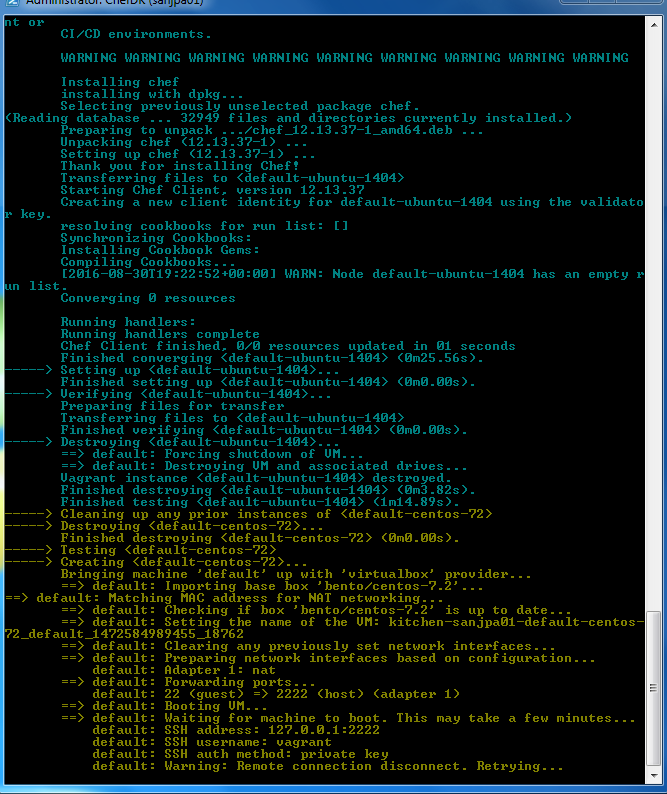 Administrator: ChefDK (sanjpa01)
nt or
CI/CD environments.
WARNING WARNING WARNING WARNING WARNING WARNING WARNING WARNING WARNING
Installing chef
installing with dpkg...
Selecting previously unselected package chef.
(Reading database ... 32949 files and directories currently installed.)
Preparing to unpack .../chef_12.13.37-1_amd64.deb ...
Unpacking chef (12.13.37-1) ...
Setting up chef (12.13.37-1) ...
Thank you for installing Chef!
Transferring files to <default-ubuntu-1404>
Starting Chef Client, version 12.13.37
Creating a new client identity for default-ubuntu-1404 using the validato
r key.
resolving cookbooks for run list: []
Synchronizing Cookbooks:
Installing Cookbook Gems:
Compiling Cookbooks...
[2016-08-30T19:22:52+00:00] WARN: Node default-ubuntu-1404 has an empty r
un list.
Converging 0 resources
Running handlers:
Running handlers complete
Chef Client finished, 0/0 resources updated in 01 seconds
Finished converging <default-ubuntu-1404> (0m25.56s).
-----> Setting up <default-ubuntu-1404>...
Finished setting up <default-ubuntu-1404> (0m0.00s).
-----> Verifying <default-ubuntu-1404>...
Preparing files for transfer
Transferring files to <default-ubuntu-1404>
Finished verifying <default-ubuntu-1404> (0m0.00s).
-----> Destroying <default-ubuntu-1404>...
==> default: Forcing shutdown of VM...
==> default: Destroying VM and associated drives...
Vagrant instance <default-ubuntu-1404> destroyed.
Finished destroying <default-ubuntu-1404> (0m3.82s).
Finished testing <default-ubuntu-1404> (1m14.89s).
-----> Cleaning up any prior instances of <default-centos-72>
-----> Destroying <default-centos-72>...
Finished destroying <default-centos-72> (0m0.00s).
-----> Testing <default-centos-72>
-----> Creating <default-centos-72>...
Bringing machine 'default' up with 'virtualbox' provider...
==> default: Importing base box 'bento/centos-7.2'...
==> default: Matching MAC address for NAT networking...
==> default: Checking if box 'bento/centos-7.2' is up to date...
==> default: Setting the name of the VM: kitchen-sanjpa01-default-centos-
72_default_1472584989455_18762
==> default: Clearing any previously set network interfaces...
==> default: Preparing network interfaces based on configuration...
default: Adapter 1: nat
==> default: Forwarding ports...
default: 22 (guest) => 2222 (host) (adapter 1)
==> default: Booting VM...
==> default: Waiting for machine to boot. This may take a few minutes...
default: SSH address: 127.0.0.1:2222
default: SSH username: vagrant
default: SSH auth method: private key
default: Warning: Remote connection disconnect. Retrying...